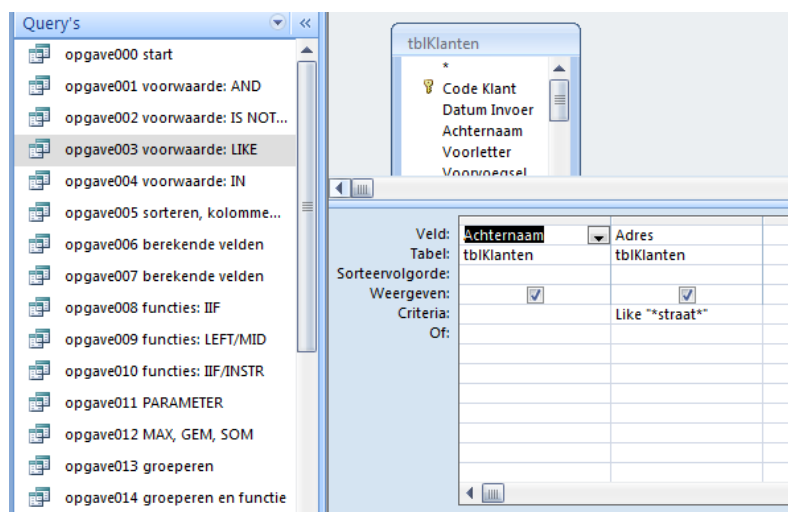 Query's
opgave000 start
opgave001 voorwaarde: AND
opgave002 voorwaarde: IS NOT...
opgave003 voorwaarde: LIKE
opgave004 voorwaarde: IN
opgave005 sorteren, kolomme...
opgave006 berekende velden
opgave007 berekende velden
opgave008 functies: IIF
opgave009 functies: LEFT/MID
opgave010 functies: IIF/INSTR
opgave011 PARAMETER
opgave012 MAX, GEM, SOM
opgave013 groeperen
opgave014 groeperen en functie
tblKlanten
*
Code Klant
Datum Invoer
Achternaam
Voorletter
Voorvoegsel
Veld: Achternaam Adres
Tabel: tblKlanten tblKlanten
Sorteervolgorde:
Weergeven:
Criteria: Like "*straat*"
Of: